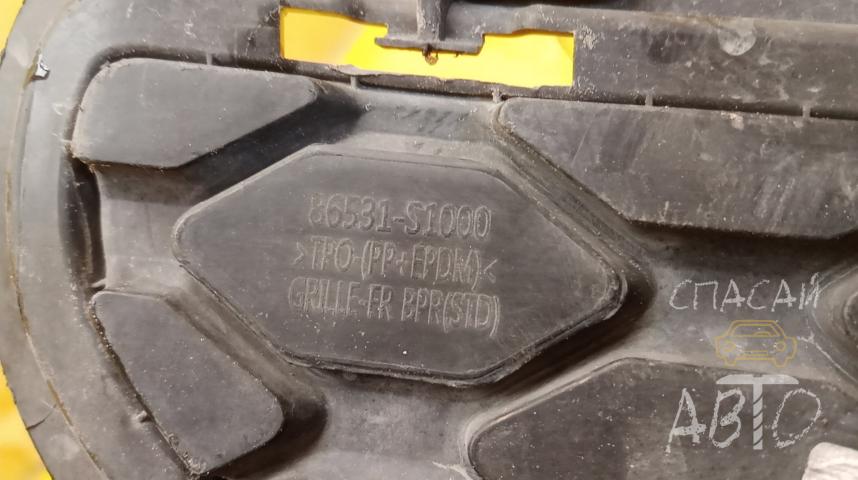 86531-S1000
>TPO-(PP+EPDM)<
GRILLE-FR BPR(STD)
СПАСАЙ
АВТО